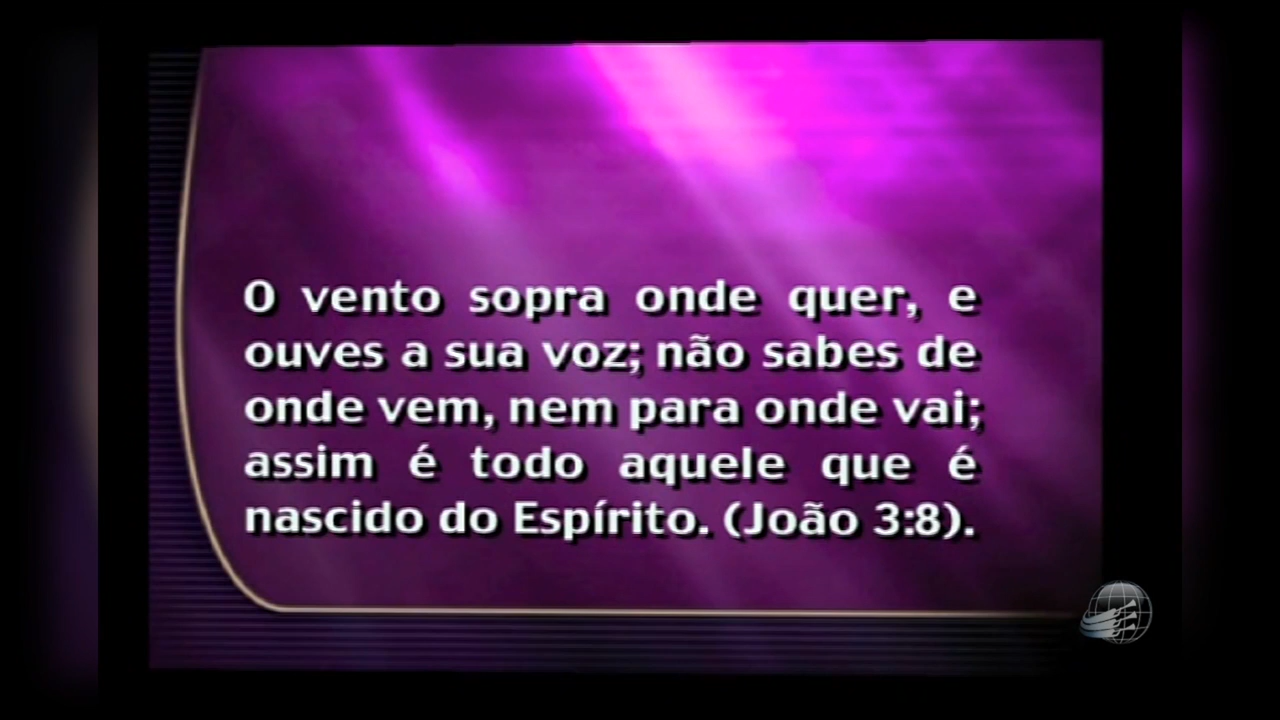 O vento sopra onde quer, e
ouves a sua voz; não sabes de
onde vem, nem para onde vai;
assim é todo aquele que é
nascido do Espírito. (João 3:8).